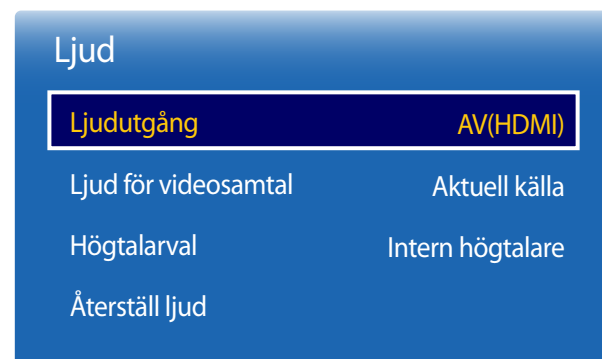 Ljud
Ljudutgång AV(HDMI)
Ljud för videosamtal Aktuell källa
Högtalarval Intern högtalare
Återställ ljud